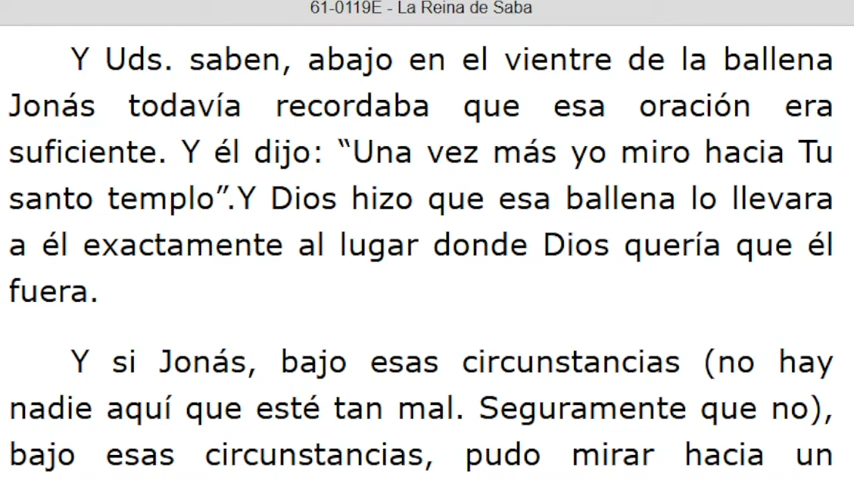 61-0119E - La Reina de Saba
Y Uds. saben, abajo en el vientre de la ballena
Jonás todavía recordaba que esa oración era
suficiente. Y él dijo: “Una vez más yo miro hacia Tu
santo templo”.Y Dios hizo que esa ballena lo llevara
a él exactamente al lugar donde Dios quería que él
fuera.
Y si Jonás, bajo esas circunstancias (no hay
nadie aquí que esté tan mal. Seguramente que no),
bajo esas circunstancias, pudo mirar hacia un